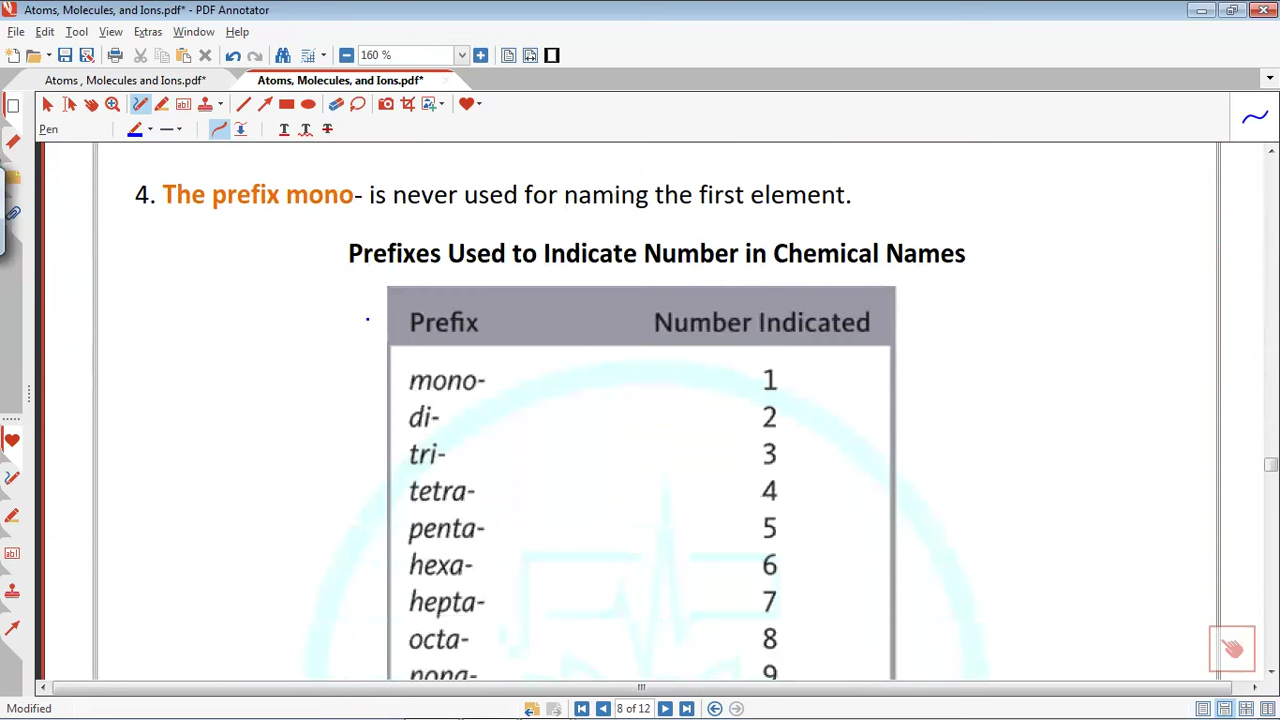 Atoms, Molecules, and Ions.pdf* - PDF Annotator
File Edit Tool View Extras Window Help
160 %
Atoms , Molecules and Ions.pdf* Atoms, Molecules, and Ions.pdf*
Pen
4. The prefix mono- is never used for naming the first element.
Prefixes Used to Indicate Number in Chemical Names
Prefix Number Indicated
mono- 1
di- 2
tri- 3
tetra- 4
penta- 5
hexa- 6
hepta- 7
octa- 8
nona- 9
Modified 8 of 12